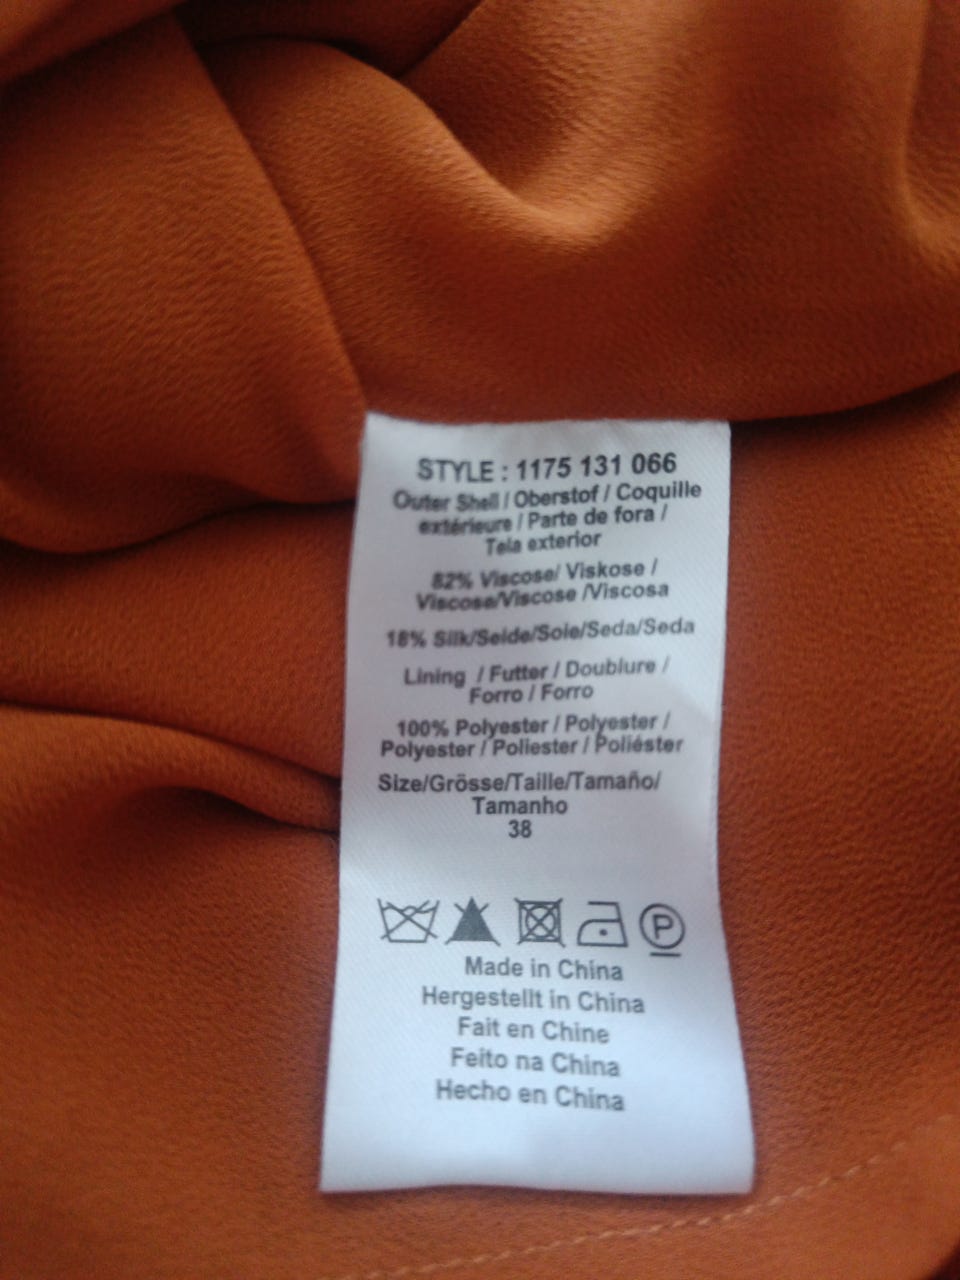 STYLE : 1175 131 066
Outer Shell / Oberstof / Coquille
extérieure / Parte de fora /
Tela exterior
82% Viscose/ Viskose /
Viscose/Viscose /Viscosa
18% Silk/Seide/Soie/Seda/Seda
Lining / Futter / Doublure /
Forro / Forro
100% Polyester / Polyester /
Polyester / Poliester / Poliéster
Size/Grösse/Taille/Tamaño/
Tamanho
38
P
Made in China
Hergestellt in China
Fait en Chine
Feito na China
Hecho en China